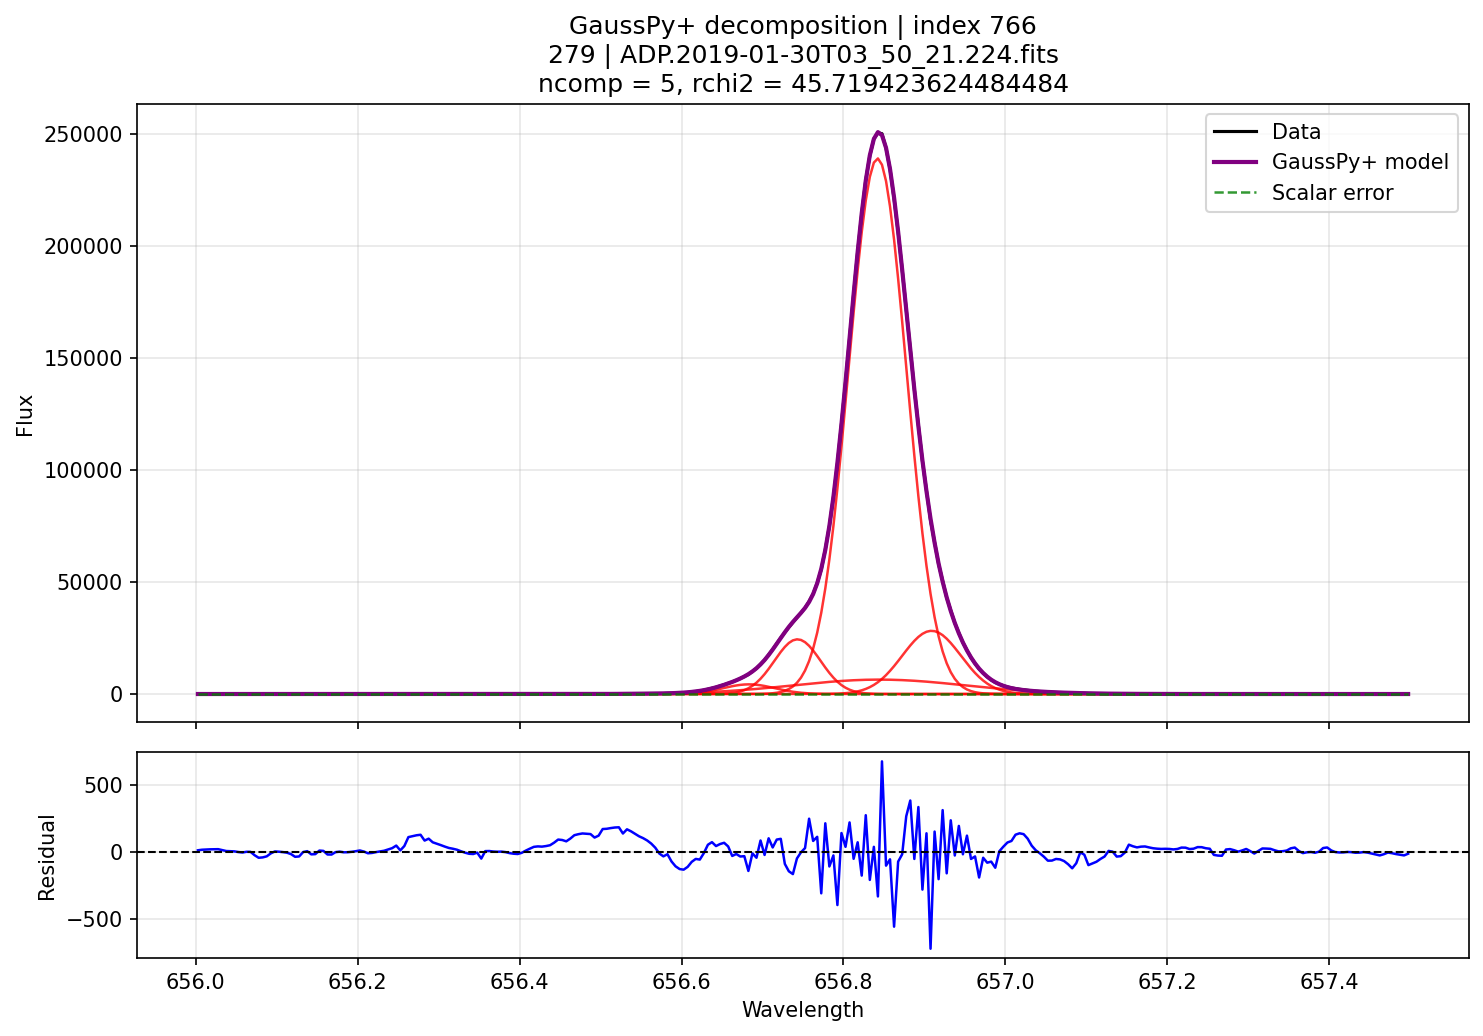 GaussPy+ decomposition | index 766
279 | ADP.2019-01-30T03_50_21.224.fits
ncomp = 5, rchi2 = 45.719423624484484
Data
GaussPy+ model
Scalar error
250000
200000
150000
100000
50000
0
Flux
500
0
−500
Residual
656.0
656.2
656.4
656.6
656.8
657.0
657.2
657.4
Wavelength